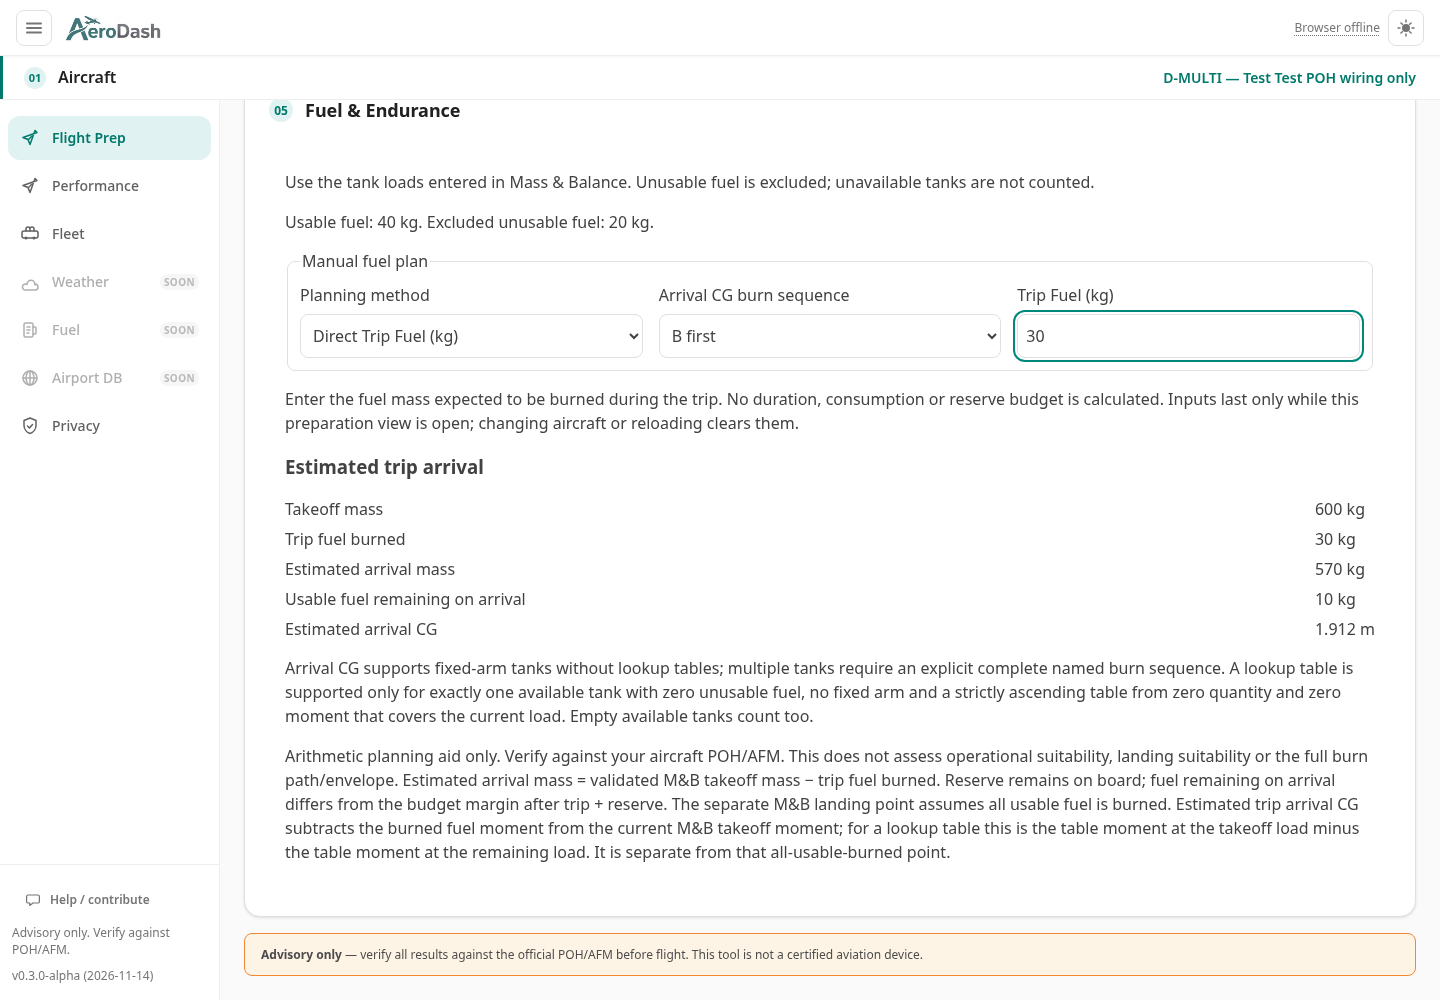 AeroDash
Browser offline
01 Aircraft
D-MULTI — Test Test POH wiring only
Flight Prep
Performance
Fleet
Weather SOON
Fuel SOON
Airport DB SOON
Privacy
Help / contribute
Advisory only. Verify against
POH/AFM.
v0.3.0-alpha (2026-11-14)
05 Fuel & Endurance
Use the tank loads entered in Mass & Balance. Unusable fuel is excluded; unavailable tanks are not counted.
Usable fuel: 40 kg. Excluded unusable fuel: 20 kg.
Manual fuel plan
Planning method
Arrival CG burn sequence
Trip Fuel (kg)
Direct Trip Fuel (kg)
B first
30
Enter the fuel mass expected to be burned during the trip. No duration, consumption or reserve budget is calculated. Inputs last only while this
preparation view is open; changing aircraft or reloading clears them.
Estimated trip arrival
Takeoff mass 600 kg
Trip fuel burned 30 kg
Estimated arrival mass 570 kg
Usable fuel remaining on arrival 10 kg
Estimated arrival CG 1.912 m
Arrival CG supports fixed-arm tanks without lookup tables; multiple tanks require an explicit complete named burn sequence. A lookup table is
supported only for exactly one available tank with zero unusable fuel, no fixed arm and a strictly ascending table from zero quantity and zero
moment that covers the current load. Empty available tanks count too.
Arithmetic planning aid only. Verify against your aircraft POH/AFM. This does not assess operational suitability, landing suitability or the full burn
path/envelope. Estimated arrival mass = validated M&B takeoff mass − trip fuel burned. Reserve remains on board; fuel remaining on arrival
differs from the budget margin after trip + reserve. The separate M&B landing point assumes all usable fuel is burned. Estimated trip arrival CG
subtracts the burned fuel moment from the current M&B takeoff moment; for a lookup table this is the table moment at the takeoff load minus
the table moment at the remaining load. It is separate from that all-usable-burned point.
Advisory only — verify all results against the official POH/AFM before flight. This tool is not a certified aviation device.